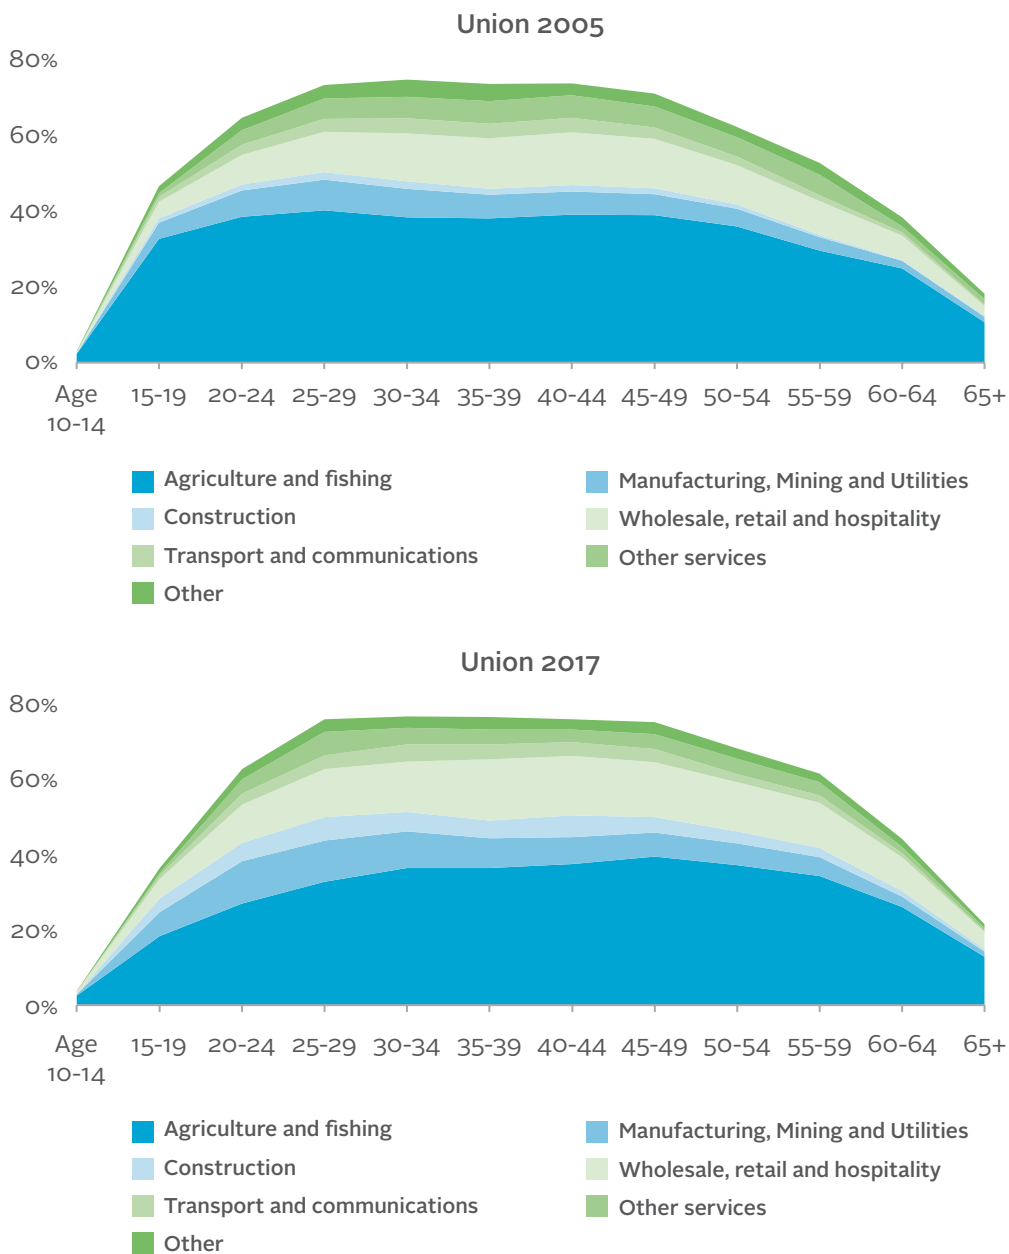 Union 2005
80%
60%
40%
20%
0%
Age 10-14
15-19
20-24
25-29
30-34
35-39
40-44
45-49
50-54
55-59
60-64
65+
Agriculture and fishing
Manufacturing, Mining and Utilities
Construction
Wholesale, retail and hospitality
Transport and communications
Other services
Other
Union 2017
80%
60%
40%
20%
0%
Age 10-14
15-19
20-24
25-29
30-34
35-39
40-44
45-49
50-54
55-59
60-64
65+
Agriculture and fishing
Manufacturing, Mining and Utilities
Construction
Wholesale, retail and hospitality
Transport and communications
Other services
Other